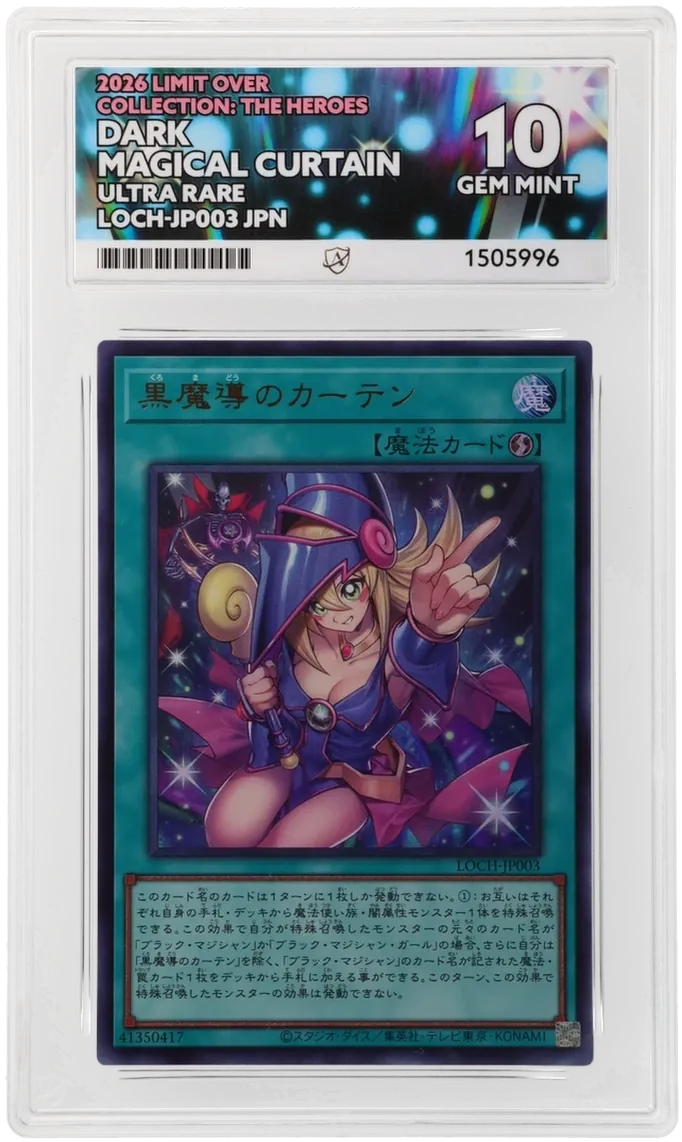 2026 LIMIT OVER
COLLECTION: THE HEROES
DARK
MAGICAL CURTAIN
ULTRA RARE
LOCH-JP003 JPN
10
GEM MINT
1505996
黒魔導のカーテン
魔
【魔法カード】
LOCH-JP003
このカード名のカードは1ターンに1枚しか発動できない。①:お互いはそれ
ぞれ自身の手札・デッキから魔法使い族・闇属性モンスター1体を特殊召喚
できる。この効果で自分が特殊召喚したモンスターの元々のカード名が
「ブラック・マジシャン」か「ブラック・マジシャン・ガール」の場合、さらに自分は
「黒魔導のカーテン」を除く、「ブラック・マジシャン」のカード名が記された魔法・
罠カード1枚をデッキから手札に加える事ができる。このターン、この効果で
特殊召喚したモンスターの効果は発動できない。
41350417
©スタジオ・ダイス/集英社・テレビ東京・KONAMI